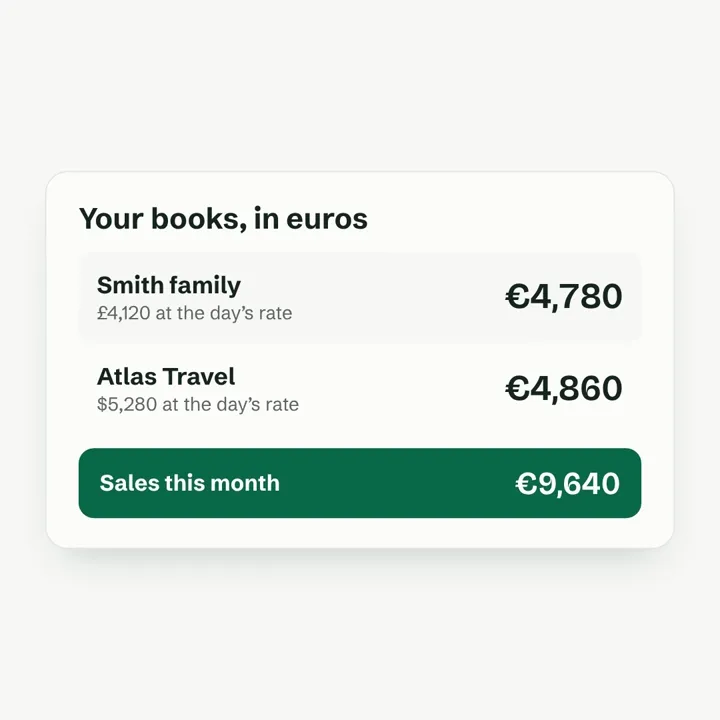 Your books, in euros
Smith family
£4,120 at the day’s rate
€4,780
Atlas Travel
$5,280 at the day’s rate
€4,860
Sales this month
€9,640